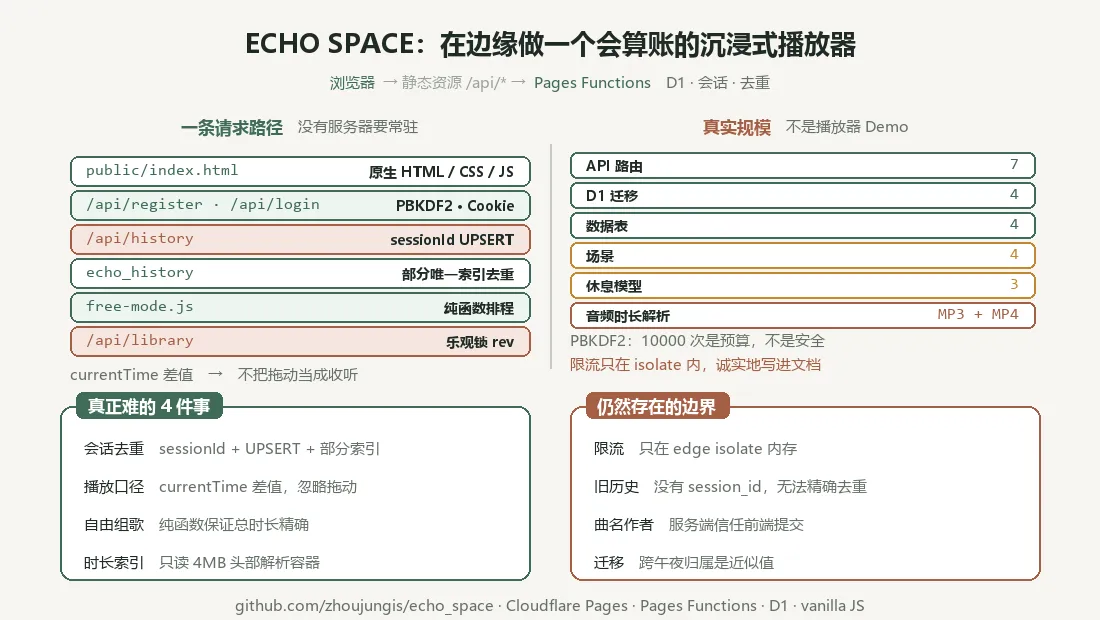 ECHO SPACE：在边缘做一个会算账的沉浸式播放器
浏览器 → 静态资源 /api/* → Pages Functions D1 · 会话 · 去重
一条请求路径 没有服务器要常驻
public/index.html 原生 HTML / CSS / JS
/api/register · /api/login PBKDF2 • Cookie
/api/history sessionId UPSERT
echo_history 部分唯一索引去重
free-mode.js 纯函数排程
/api/library 乐观锁 rev
currentTime 差值 → 不把拖动当成收听
真实规模 不是播放器 Demo
API 路由 7
D1 迁移 4
数据表 4
场景 4
休息模型 3
音频时长解析 MP3 + MP4
PBKDF2：10000 次是预算，不是安全
限流只在 isolate 内，诚实地写进文档
真正难的 4 件事
会话去重 sessionId + UPSERT + 部分索引
播放口径 currentTime 差值，忽略拖动
自由组歌 纯函数保证总时长精确
时长索引 只读 4MB 头部解析容器
仍然存在的边界
限流 只在 edge isolate 内存
旧历史 没有 session_id，无法精确去重
曲名作者 服务端信任前端提交
迁移 跨午夜归属是近似值
github.com/zhoujungis/echo_space · Cloudflare Pages · Pages Functions · D1 · vanilla JS